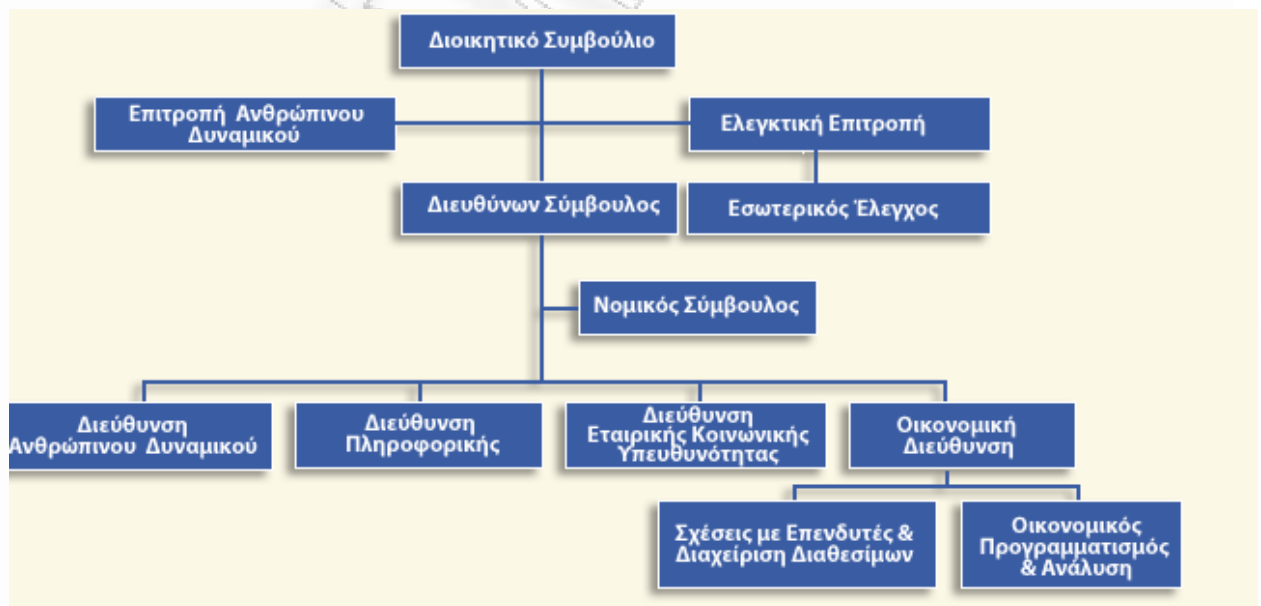 Διοικητικό Συμβούλιο
Επιτροπή Ανθρώπινου
Δυναμικού
Ελεγκτική Επιτροπή
Διευθύνων Σύμβουλος
Εσωτερικός Έλεγχος
Νομικός Σύμβουλος
Διεύθυνση
Ανθρώπινου Δυναμικού
Διεύθυνση
Πληροφορικής
Διεύθυνση
Εταιρικής Κοινωνικής
Υπευθυνότητας
Οικονομική
Διεύθυνση
Σχέσεις με Επενδυτές &
Διαχείριση Διαθεσίμων
Οικονομικός
Προγραμματισμός
& Ανάλυση